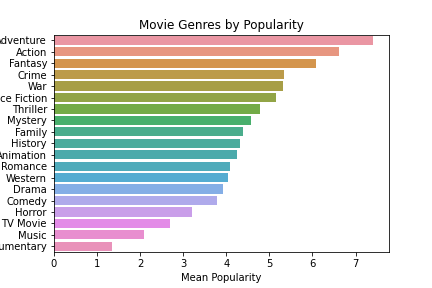 Movie Genres by Popularity
dventure
Action
Fantasy
Crime
War
ce Fiction
Thriller
Mystery
Family
History
Animation
Romance
Western
Drama
Comedy
Horror
TV Movie
Music
umentary
0 1 2 3 4 5 6 7
Mean Popularity